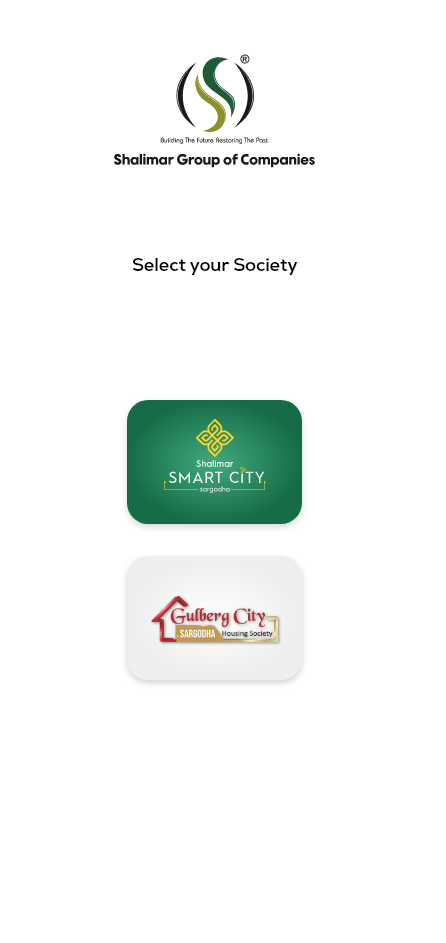 ®
Building The Future Restoring The Past
Shalimar Group of Companies
Select your Society
Shalimar
SMART CiTY
sargodha
Gulberg City
SARGODHA Housing Society